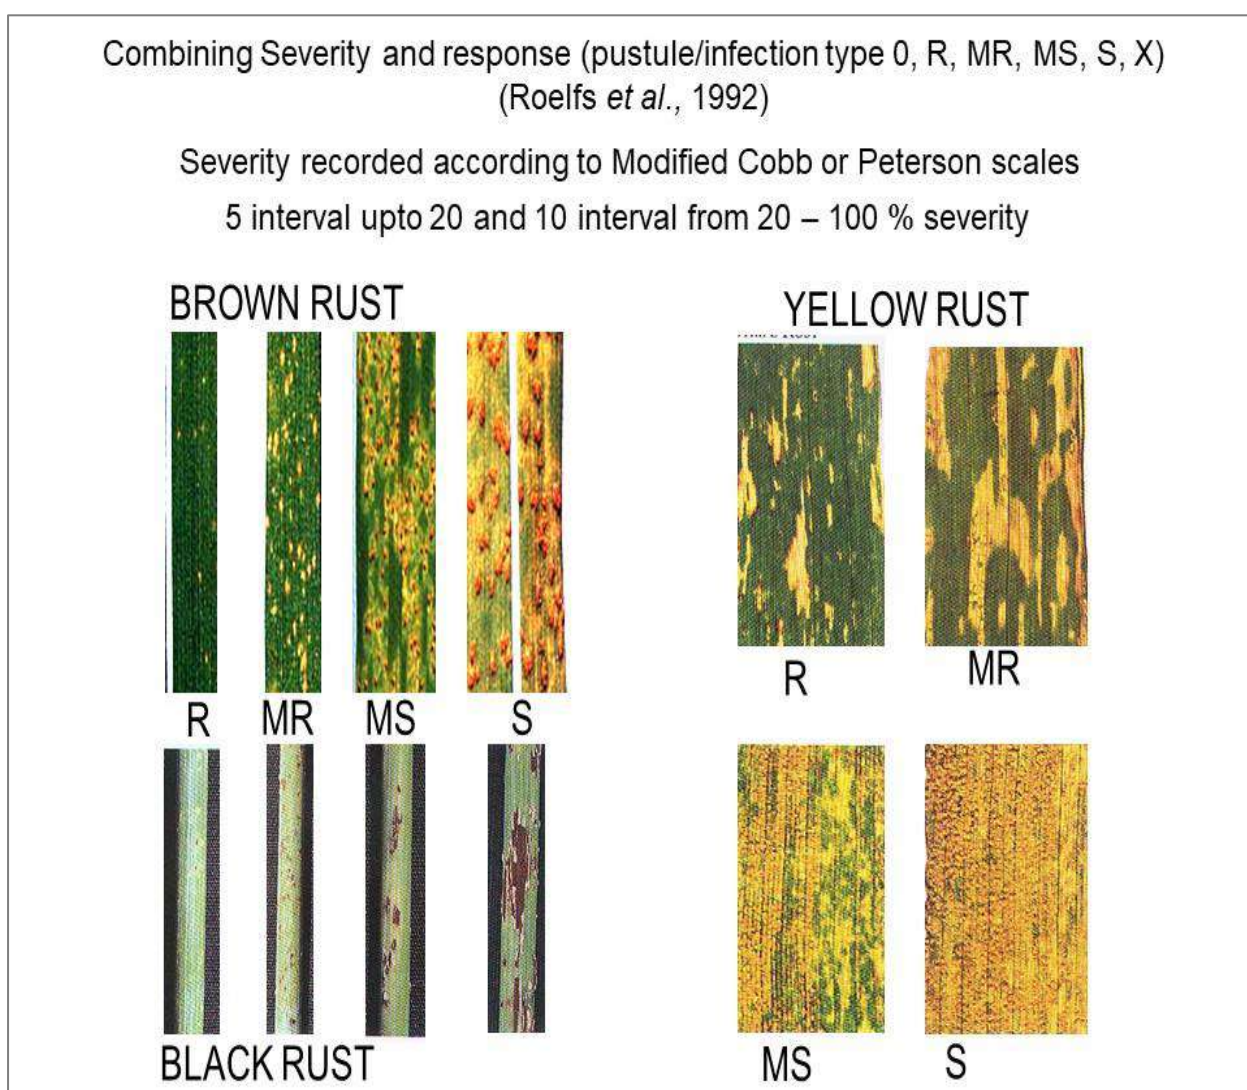 Combining Severity and response (pustule/infection type 0, R, MR, MS, S, X)
(Roelfs et al., 1992)
Severity recorded according to Modified Cobb or Peterson scales
5 interval upto 20 and 10 interval from 20 – 100 % severity
BROWN RUST
YELLOW RUST
R
MR
MS
S
R
MR
BLACK RUST
MS
S